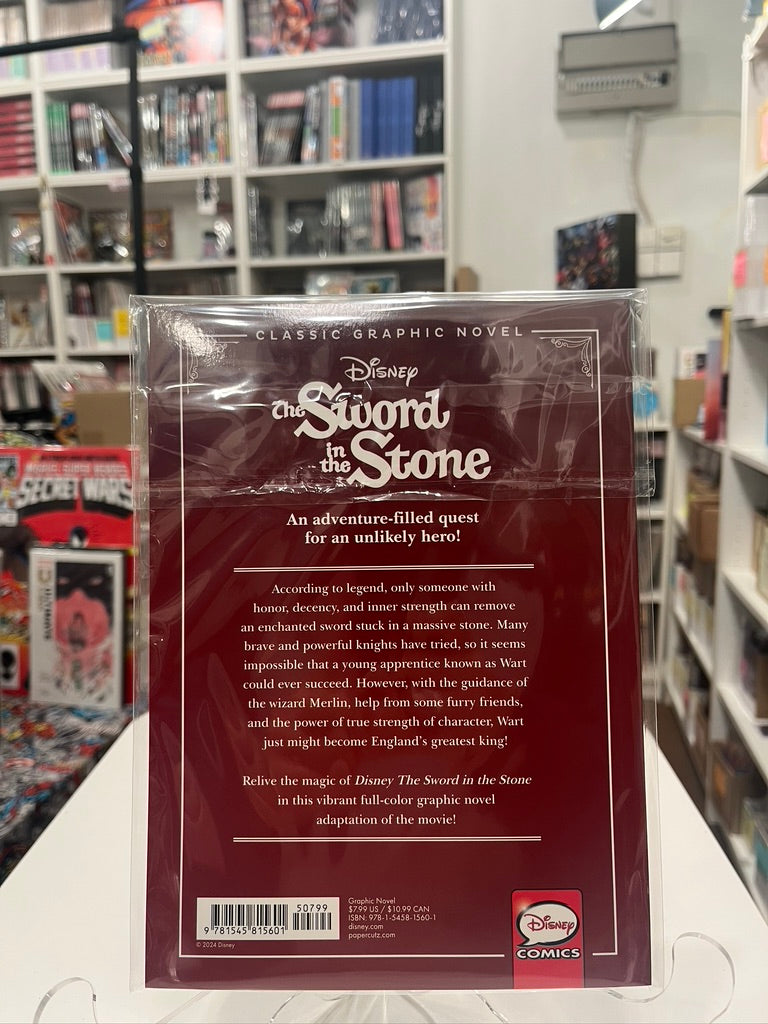 CLASSIC GRAPHIC NOVEL
Disney
The Sword
in the Stone
An adventure-filled quest
for an unlikely hero!
According to legend, only someone with
honor, decency, and inner strength can remove
an enchanted sword stuck in a massive stone. Many
brave and powerful knights have tried, so it seems
impossible that a young apprentice known as Wart
could ever succeed. However, with the guidance of
the wizard Merlin, help from some furry friends,
and the power of true strength of character, Wart
just might become England's greatest king!
Relive the magic of Disney The Sword in the Stone
in this vibrant full-color graphic novel
adaptation of the movie!
50799
9 781545 815601
© 2024 Disney
Graphic Novel
$7.99 US / $10.99 CAN
ISBN: 978-1-5458-1560-1
disney.com
papercutz.com
Disney
COMICS
SECRET WARS